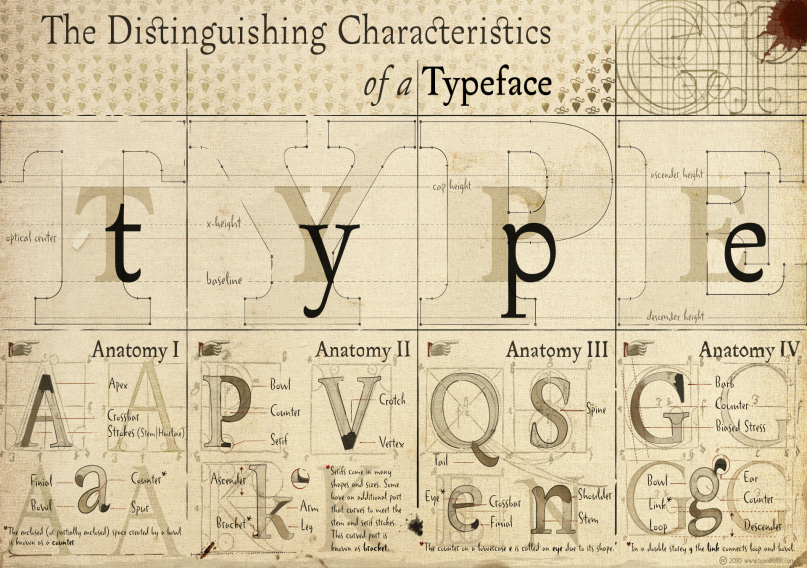 The Distinguishing Characteristics
of a Typeface
optical center
x-height
baseline
cap height
ascender height
descender height
t
y
p
e
Anatomy I
A
Apex
Crossbar
Strokes (Stem|Hairline)
a
Finial
Bowl
Counter*
Spur
*The enclosed (or partially inclosed) space created by a bowl
is known as a counter
Anatomy II
P
Bowl
Counter
Serif
V
Crotch
Vertex
k
Ascender
Bracket*
Arm
Leg
*Serifs come in many
shapes and sizes. Some
have an additional part
that curves to meet the
stem and serif strokes.
This curved part is
known as bracket.
Anatomy III
Q
Tail
S
Spine
e
Eye*
Crossbar
Finial
n
Shoulder
Stem
*The counter on a lowercase e is called an eye due to its shape.
Anatomy IV
G
Barb
Counter
Biased Stress
g
Bowl
Link*
Loop
Ear
Counter
Descender
*In a double storey g the link connects loop and bowl.